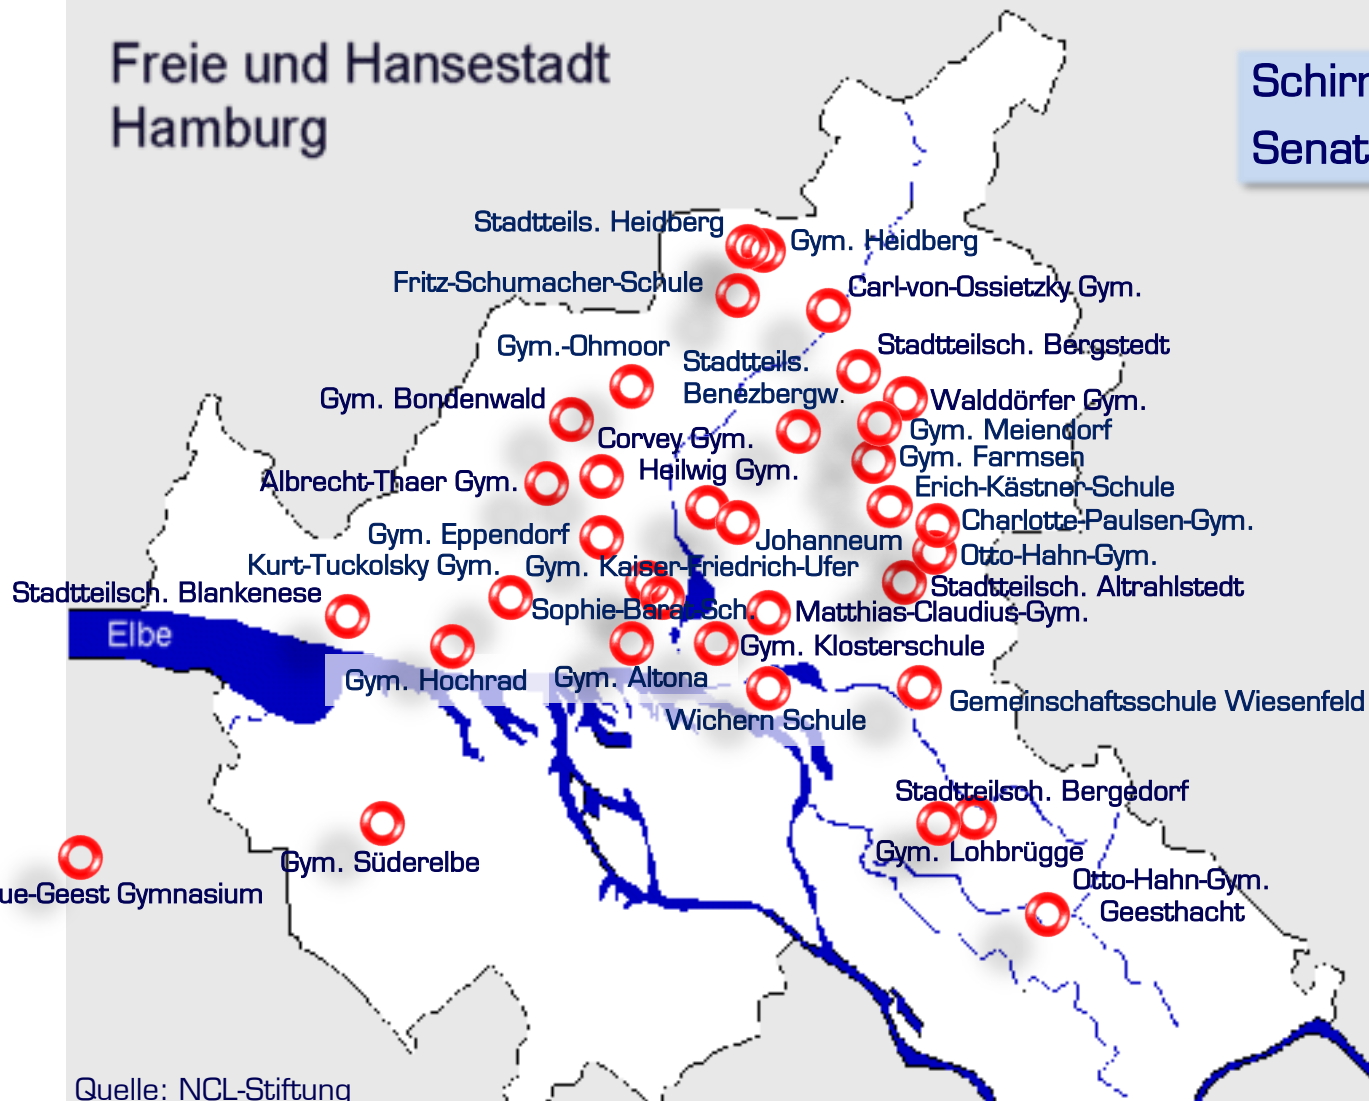 Freie und Hansestadt
Hamburg
Senat
Stadtteils. Heidberg
Gym. Heidberg
Fritz-Schumacher-Schule
Carl-von-Ossietzky Gym.
Gym.-Ohmoor
Stadtteils.
Benezbergw.
Stadtteilsch. Bergstedt
Gym. Bondenwald
Walddörfer Gym.
Corvey Gym.
Gym. Meiendorf
Heilwig Gym.
Gym. Farmsen
Albrecht-Thaer Gym.
Erich-Kästner-Schule
Charlotte-Paulsen-Gym.
Gym. Eppendorf
Johanneum
Otto-Hahn-Gym.
Kurt-Tuckolsky Gym.
Gym. Kaiser-Friedrich-Ufer
Stadtteilsch. Altrahlstedt
Stadtteilsch. Blankenese
Sophie-Barat-Sch.
Matthias-Claudius-Gym.
Elbe
Gym. Klosterschule
Gym. Hochrad
Gym. Altona
Gemeinschaftsschule Wiesenfeld
Wichern Schule
Stadtteilsch. Bergedorf
Gym. Lohbrügge
Gym. Süderelbe
Otto-Hahn-Gym.
Geesthacht
ue-Geest Gymnasium
Quelle: NCL-Stiftung